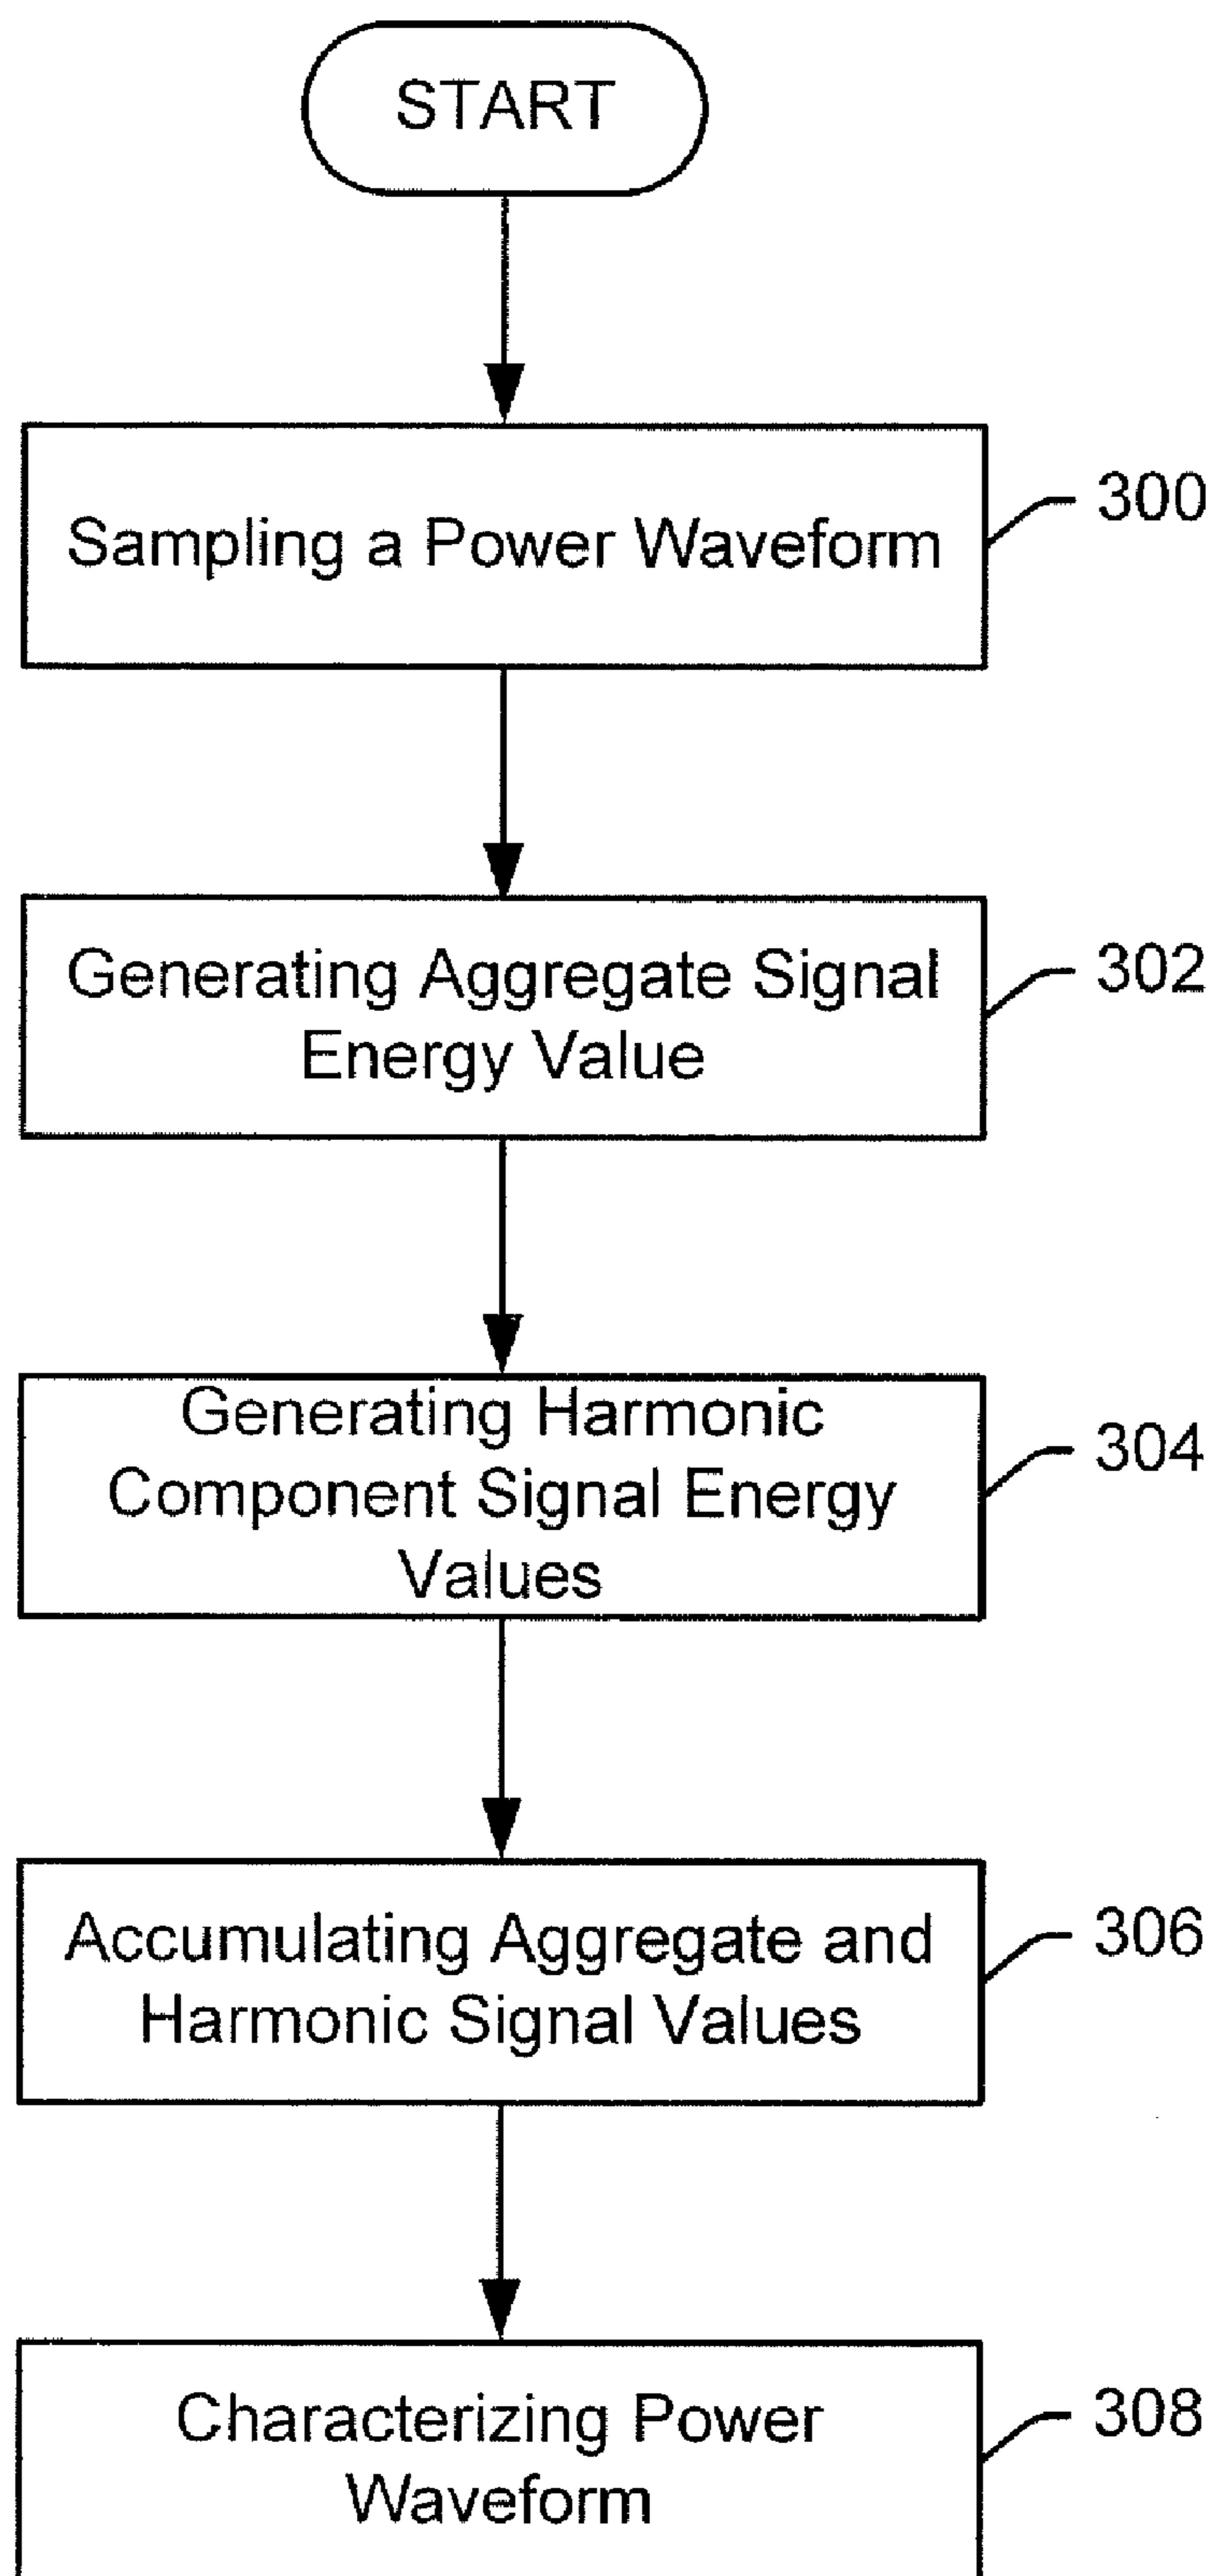 START
Sampling a Power Waveform
300
Generating Aggregate Signal
Energy Value
302
Generating Harmonic
Component Signal Energy
Values
304
Accumulating Aggregate and
Harmonic Signal Values
306
Characterizing Power
Waveform
308